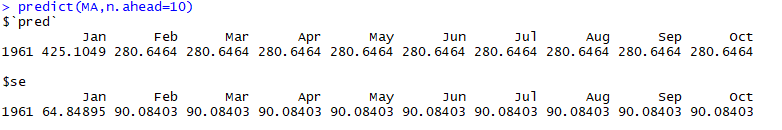 > predict(MA,n.ahead=10)
$`pred`
Jan Feb Mar Apr May Jun Jul Aug Sep Oct
1961 425.1049 280.6464 280.6464 280.6464 280.6464 280.6464 280.6464 280.6464 280.6464 280.6464
$se
Jan Feb Mar Apr May Jun Jul Aug Sep Oct
1961 64.84895 90.08403 90.08403 90.08403 90.08403 90.08403 90.08403 90.08403 90.08403 90.08403